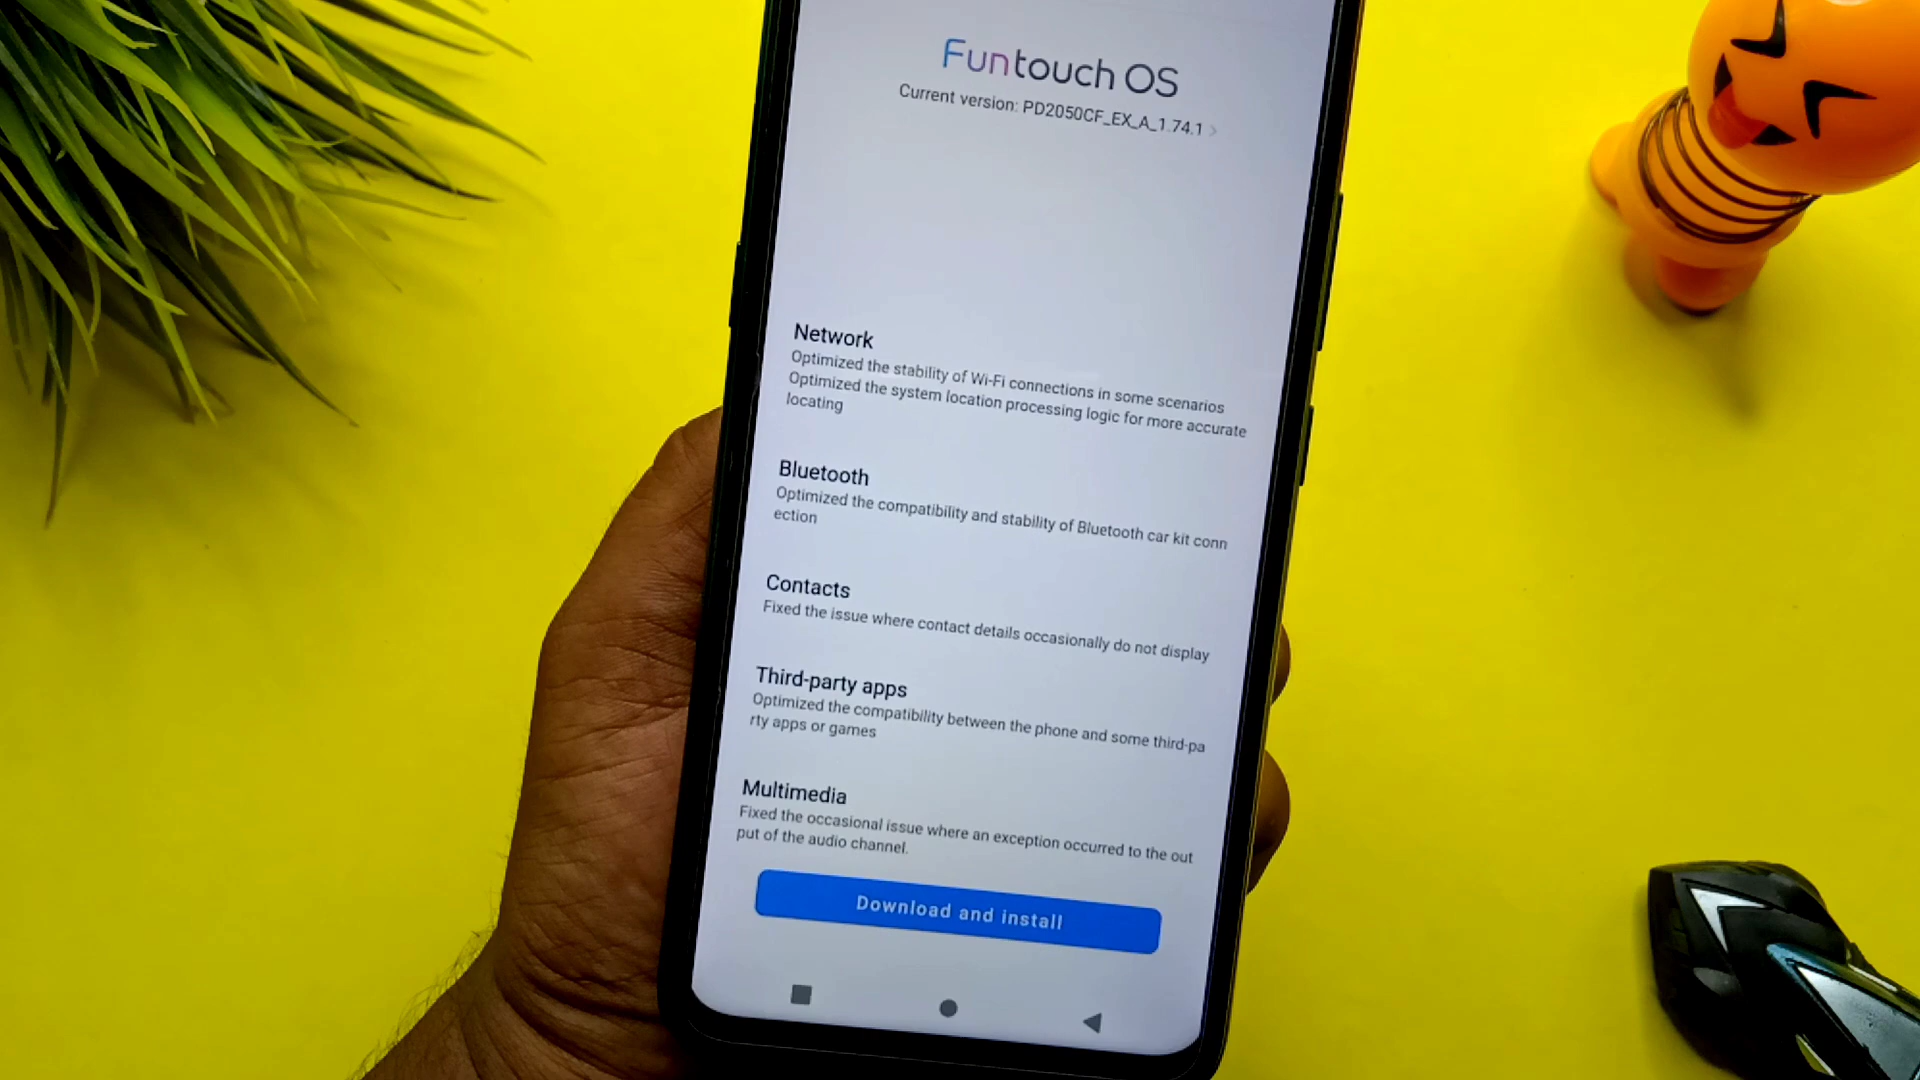 Funtouch OS
Current version: PD2050CF_EX_A_1.74.1 >
Network
Optimized the stability of Wi-Fi connections in some scenarios
Optimized the system location processing logic for more accurate
locating
Bluetooth
Optimized the compatibility and stability of Bluetooth car kit conn
ection
Contacts
Fixed the issue where contact details occasionally do not display
Third-party apps
Optimized the compatibility between the phone and some third-pa
rty apps or games
Multimedia
Fixed the occasional issue where an exception occurred to the out
put of the audio channel.
Download and install